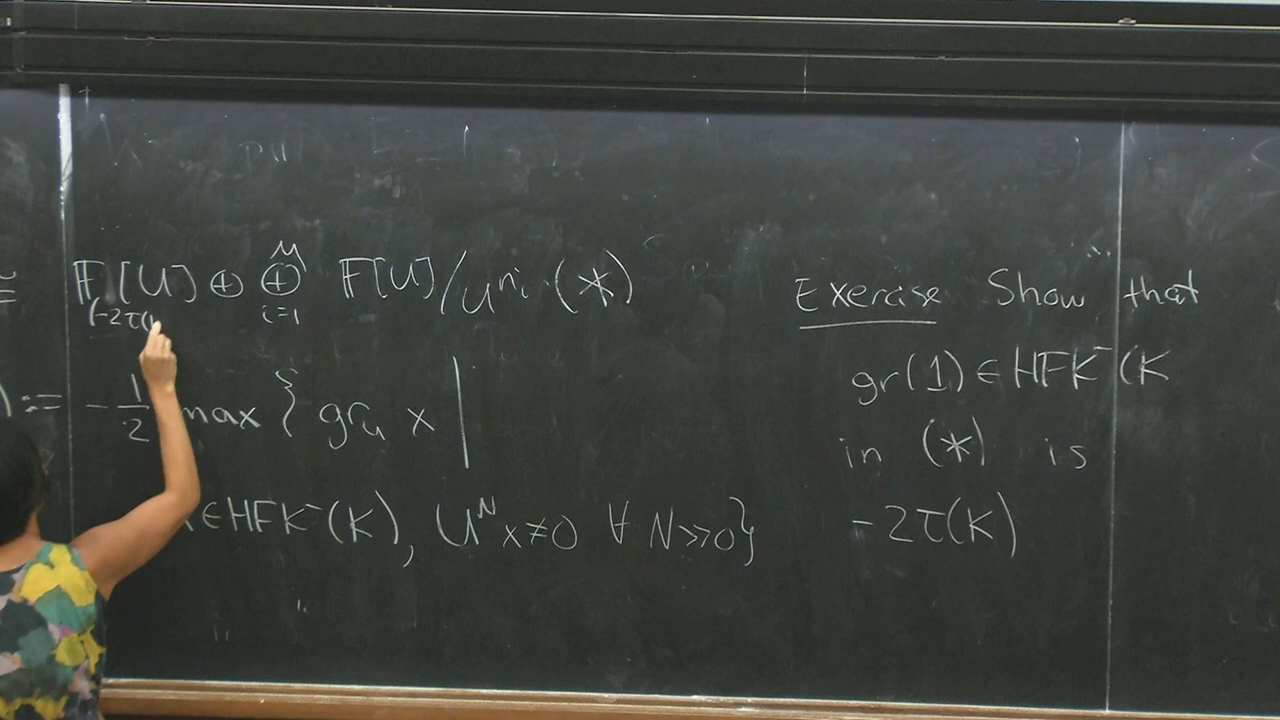 ≅ 𝔽[U] ⊕ ⊕_{i=1}^{M} 𝔽[U]/U^{n_i} (*)
(-2τ(
) := -1/2 max { gr_U x |
x ∈ HFK⁻(K), U^N x ≠ 0 ∀ N >> 0}
Exercise Show that
gr(1) ∈ HFK⁻(K
in (*) is
-2τ(K)